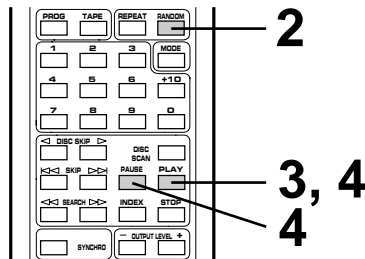 PROG TAPE REPEAT RANDOM
2
1 2 3 MODE
4 5 6 +10
7 8 9 0
◁ DISC SKIP ▷ DISC SCAN
|◁◁ SKIP ▷▷| PAUSE PLAY
3, 4
◁◁ SEARCH ▷▷ INDEX STOP
4
SYNCHRO − OUTPUT LEVEL +